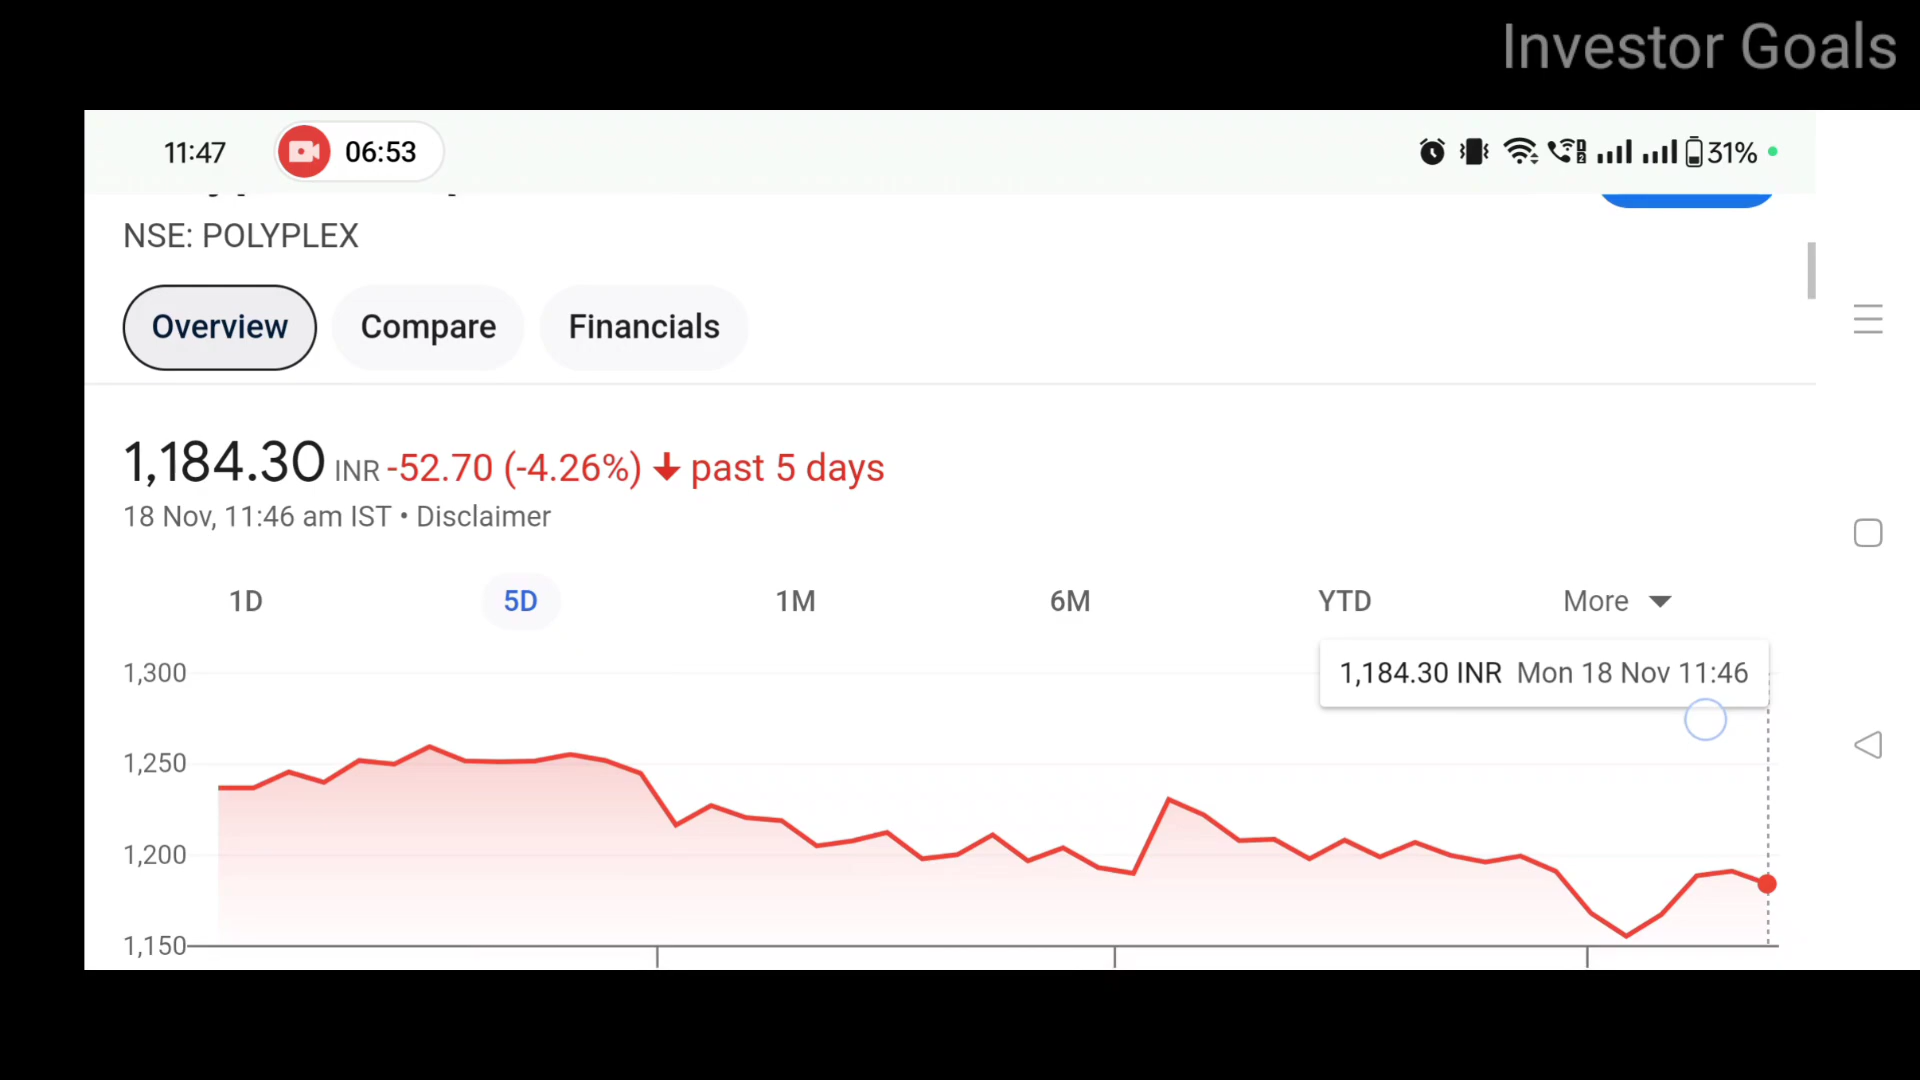 Investor Goals
11:47 06:53 31%
NSE: POLYPLEX
Overview Compare Financials
1,184.30 INR -52.70 (-4.26%) ↓ past 5 days
18 Nov, 11:46 am IST • Disclaimer
1D 5D 1M 6M YTD More
1,184.30 INR Mon 18 Nov 11:46
1,300
1,250
1,200
1,150